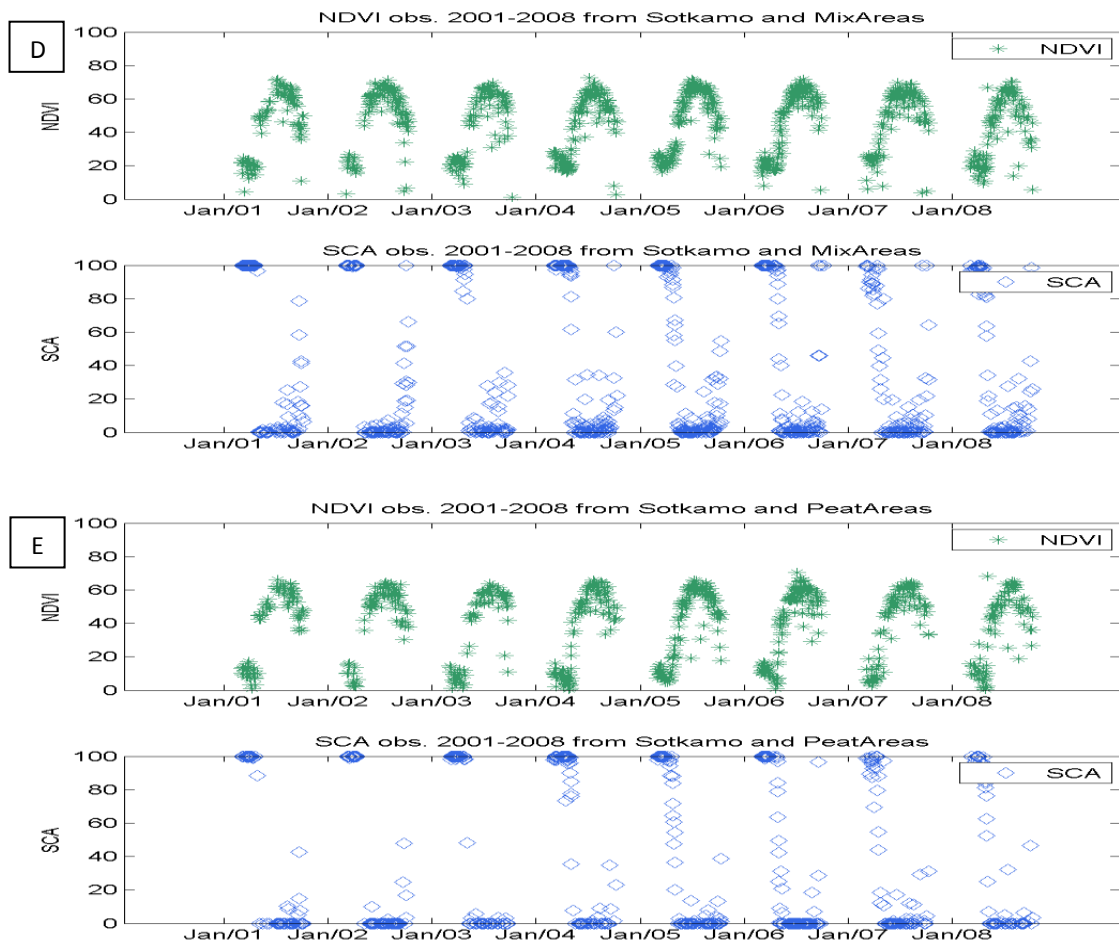 D
NDVI obs. 2001-2008 from Sotkamo and MixAreas
NDVI
100
80
60
40
20
0
NDVI
Jan/01 Jan/02 Jan/03 Jan/04 Jan/05 Jan/06 Jan/07 Jan/08
SCA obs. 2001-2008 from Sotkamo and MixAreas
SCA
100
80
60
40
20
0
SCA
Jan/01 Jan/02 Jan/03 Jan/04 Jan/05 Jan/06 Jan/07 Jan/08
E
NDVI obs. 2001-2008 from Sotkamo and PeatAreas
NDVI
100
80
60
40
20
0
NDVI
Jan/01 Jan/02 Jan/03 Jan/04 Jan/05 Jan/06 Jan/07 Jan/08
SCA obs. 2001-2008 from Sotkamo and PeatAreas
SCA
100
80
60
40
20
0
SCA
Jan/01 Jan/02 Jan/03 Jan/04 Jan/05 Jan/06 Jan/07 Jan/08